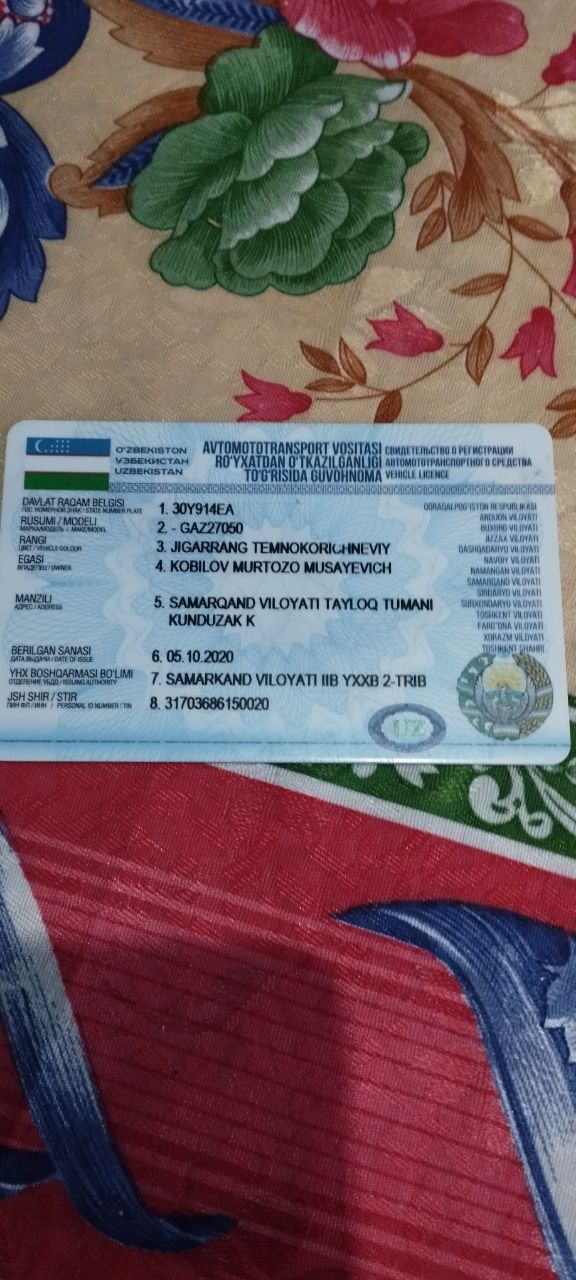 O'ZBEKISTON
УЗБЕКИСТАН
UZBEKISTAN
AVTOMOTOTRANSPORT VOSITASI
RO'YXATDAN O'TKAZILGANLIGI
TO'G'RISIDA GUVOHNOMA
СВИДЕТЕЛЬСТВО О РЕГИСТРАЦИИ
АВТОМОТОТРАНСПОРТНОГО СРЕДСТВА
VEHICLE LICENCE
DAVLAT RAQAM BELGISI
ГОС. НОМЕРНОЙ ЗНАК / STATE NUMBER PLATE
1. 30Y914EA
RUSUMI / MODELI
МАРКА/МОДЕЛЬ / MAKE/MODEL
2. - GAZ27050
RANGI
ЦВЕТ / VEHICLE COLOUR
3. JIGARRANG TEMNOKORICHNEVIY
EGASI
ВЛАДЕЛЕЦ / OWNER
4. KOBILOV MURTOZO MUSAYEVICH
MANZILI
АДРЕС / ADDRESS
5. SAMARQAND VILOYATI TAYLOQ TUMANI
KUNDUZAK K
BERILGAN SANASI
ДАТА ВЫДАЧИ / DATE OF ISSUE
6. 05.10.2020
YHX BOSHQARMASI BO'LIMI
ОТДЕЛЕНИЕ УБДД / ISSUING AUTHORITY
7. SAMARKAND VILOYATI IIB YXXB 2-TRIB
JSH SHIR / STIR
ПИНФЛ / ИНН / PERSONAL ID NUMBER / TIN
8. 31703686150020
QORAQALPOG'ISTON RESPUBLIKASI
ANDIJON VILOYATI
BUXORO VILOYATI
JIZZAX VILOYATI
QASHQADARYO VILOYATI
NAVOIY VILOYATI
NAMANGAN VILOYATI
SAMARQAND VILOYATI
SIRDARYO VILOYATI
SURXONDARYO VILOYATI
TOSHKENT VILOYATI
FARG'ONA VILOYATI
XORAZM VILOYATI
TOSHKENT SHAHRI
UZ